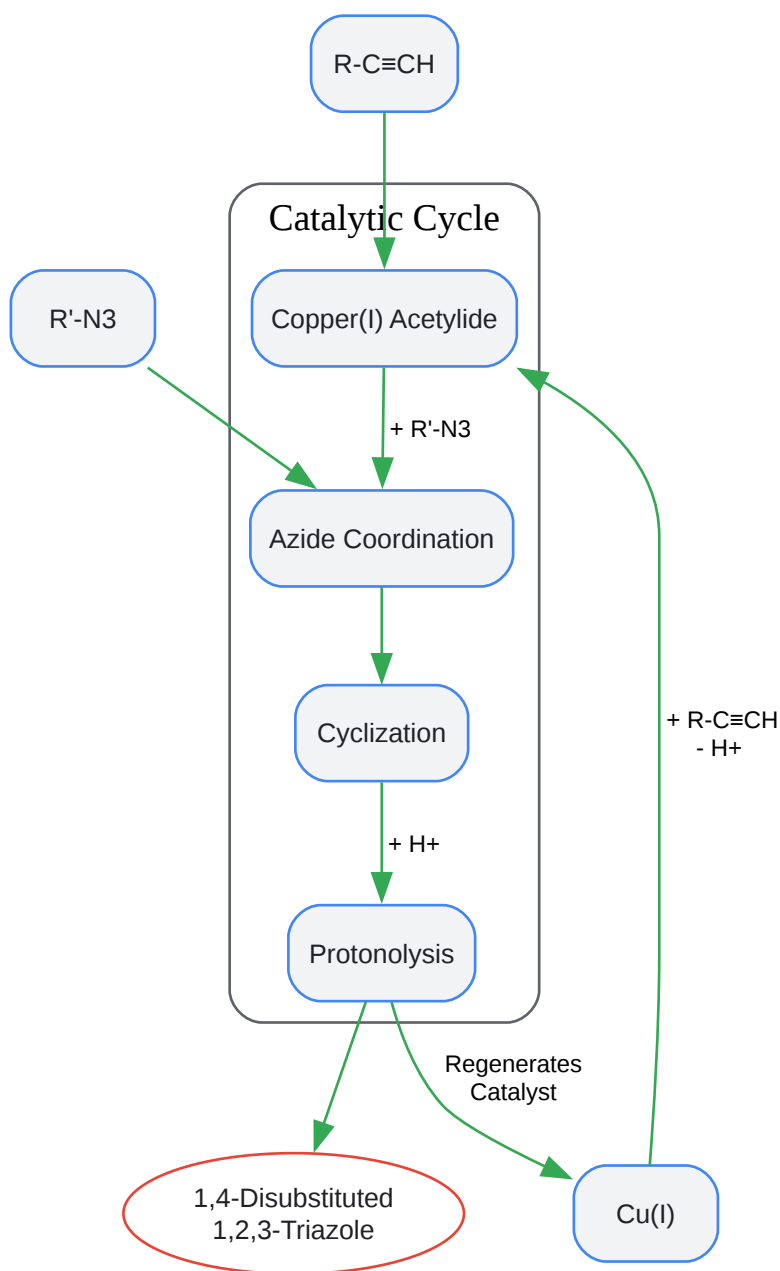 R-C≡CH
Catalytic Cycle
R'-N3
Copper(I) Acetylide
+ R'-N3
Azide Coordination
+ R-C≡CH
- H+
Cyclization
+ H+
Protonolysis
Regenerates
Catalyst
1,4-Disubstituted
1,2,3-Triazole
Cu(I)